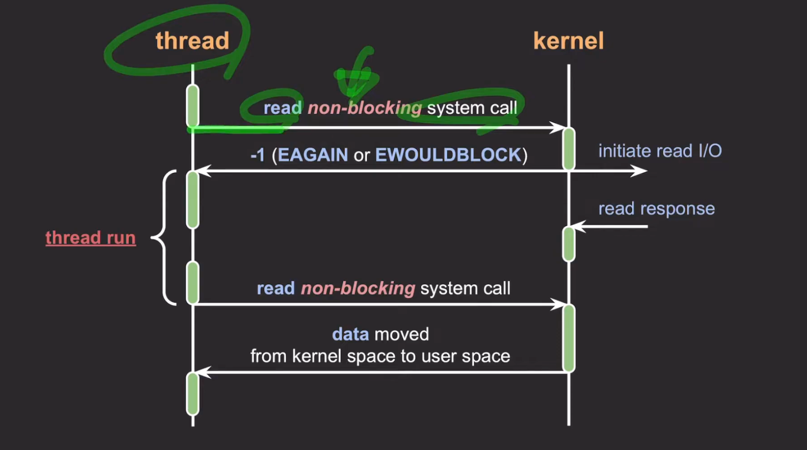 thread
kernel
read non-blocking system call
-1 (EAGAIN or EWOULDBLOCK)
initiate read I/O
read response
thread run
read non-blocking system call
data moved
from kernel space to user space